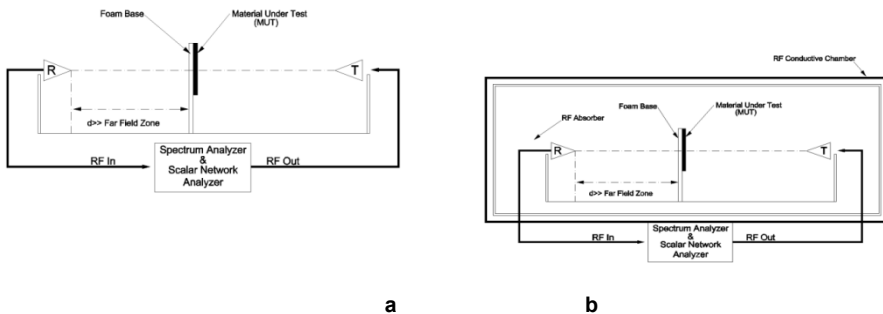 Foam Base
Material Under Test
(MUT)
R
T
d>> Far Field Zone
RF In
Spectrum Analyzer
&
Scalar Network
Analyzer
RF Out
a
RF Conductive Chamber
Foam Base
Material Under Test
(MUT)
RF Absorber
R
T
d>> Far Field Zone
RF In
Spectrum Analyzer
&
Scalar Network
Analyzer
RF Out
b